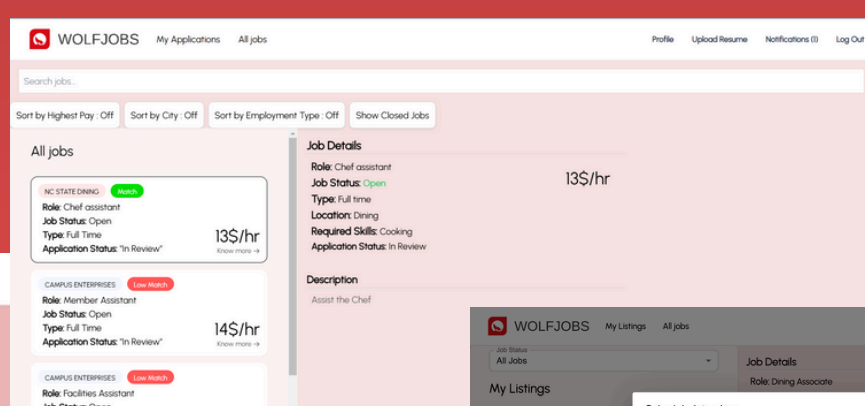 WOLFJOBS My Applications All jobs Profile Upload Resume Notifications (1) Log Out
Search jobs...
Sort by Highest Pay : Off Sort by City : Off Sort by Employment Type : Off Show Closed Jobs
All jobs
NC STATE DINING Match
Role: Chef assistant
Job Status: Open
Type: Full Time
Application Status: "In Review"
13$/hr
Know more →
CAMPUS ENTERPRISES Low Match
Role: Member Assistant
Job Status: Open
Type: Full Time
Application Status: "In Review"
14$/hr
Know more →
CAMPUS ENTERPRISES Low Match
Role: Facilities Assistant
Job Details
Role: Chef assistant
Job Status: Open
Type: Full time
Location: Dining
Required Skills: Cooking
Application Status: In Review
13$/hr
Description
Assist the Chef
WOLFJOBS My Listings All jobs
Job Status
All Jobs
My Listings
Job Details
Role: Dining Associate